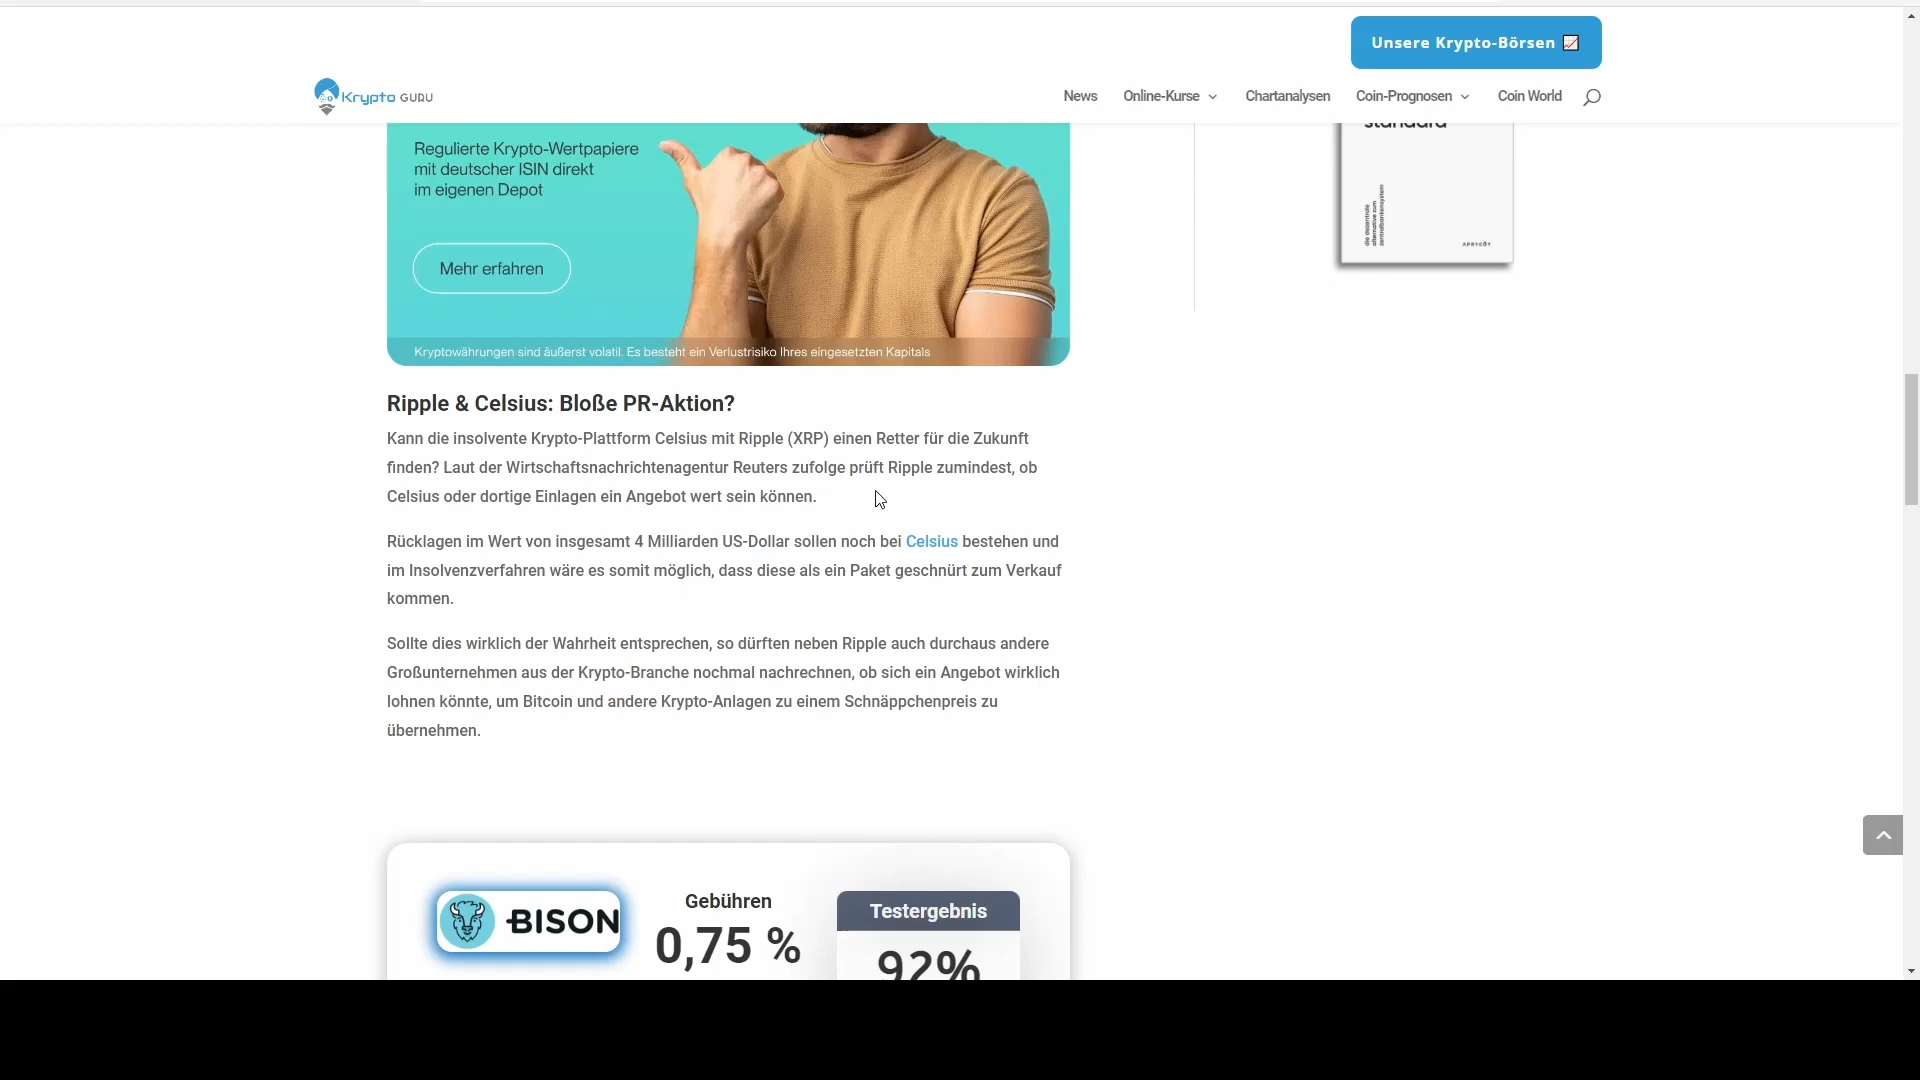 Unsere Krypto-Börsen
Krypto GURU
News
Online-Kurse
Chartanalysen
Coin-Prognosen
Coin World
standard
Regulierte Krypto-Wertpapiere
mit deutscher ISIN direkt
im eigenen Depot
Mehr erfahren
Kryptowährungen sind äußerst volatil. Es besteht ein Verlustrisiko Ihres eingesetzten Kapitals
die dezentrale
alternative zum
zentralbankensystem
APRYCOT
Ripple & Celsius: Bloße PR-Aktion?
Kann die insolvente Krypto-Plattform Celsius mit Ripple (XRP) einen Retter für die Zukunft
finden? Laut der Wirtschaftsnachrichtenagentur Reuters zufolge prüft Ripple zumindest, ob
Celsius oder dortige Einlagen ein Angebot wert sein können.
Rücklagen im Wert von insgesamt 4 Milliarden US-Dollar sollen noch bei Celsius bestehen und
im Insolvenzverfahren wäre es somit möglich, dass diese als ein Paket geschnürt zum Verkauf
kommen.
Sollte dies wirklich der Wahrheit entsprechen, so dürften neben Ripple auch durchaus andere
Großunternehmen aus der Krypto-Branche nochmal nachrechnen, ob sich ein Angebot wirklich
lohnen könnte, um Bitcoin und andere Krypto-Anlagen zu einem Schnäppchenpreis zu
übernehmen.
BISON
Gebühren
0,75 %
Testergebnis
92%